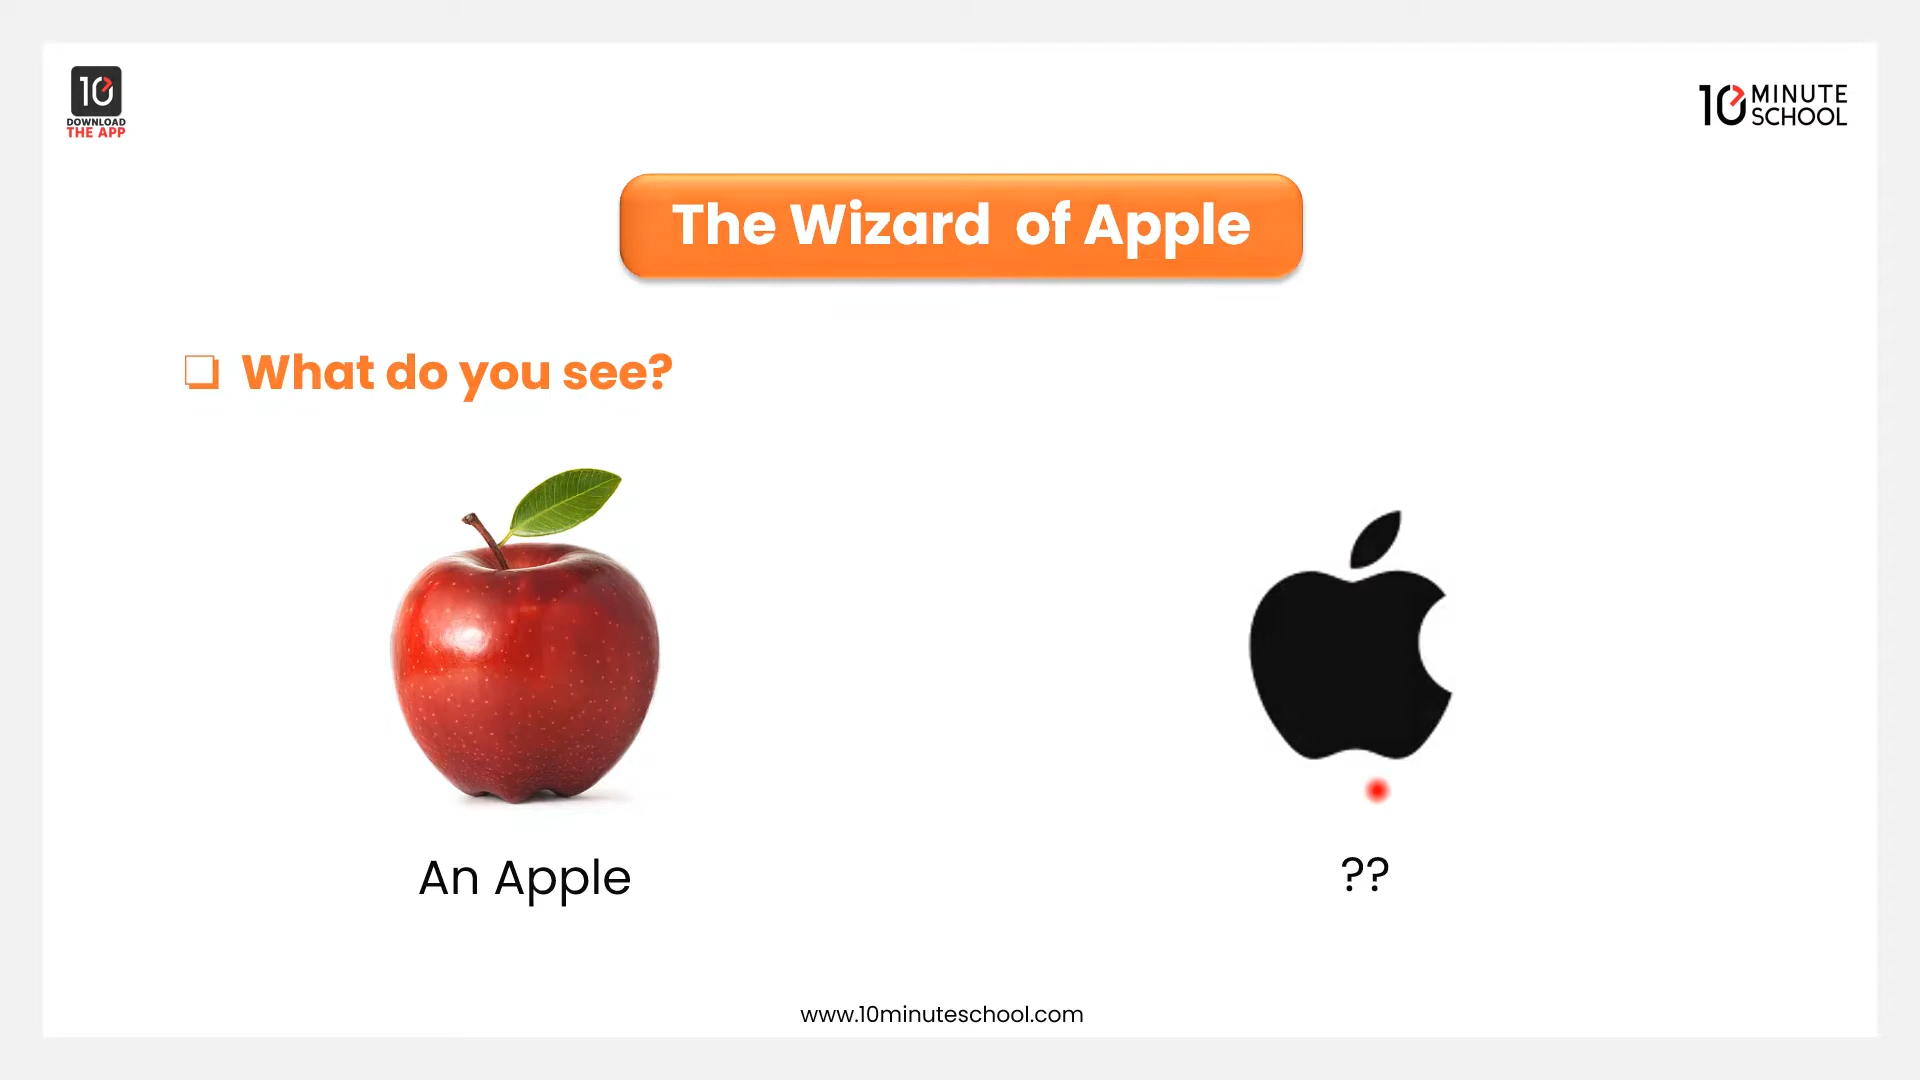 10
DOWNLOAD
THE APP
10 MINUTE
SCHOOL
The Wizard of Apple
What do you see?
An Apple
??
www.10minuteschool.com